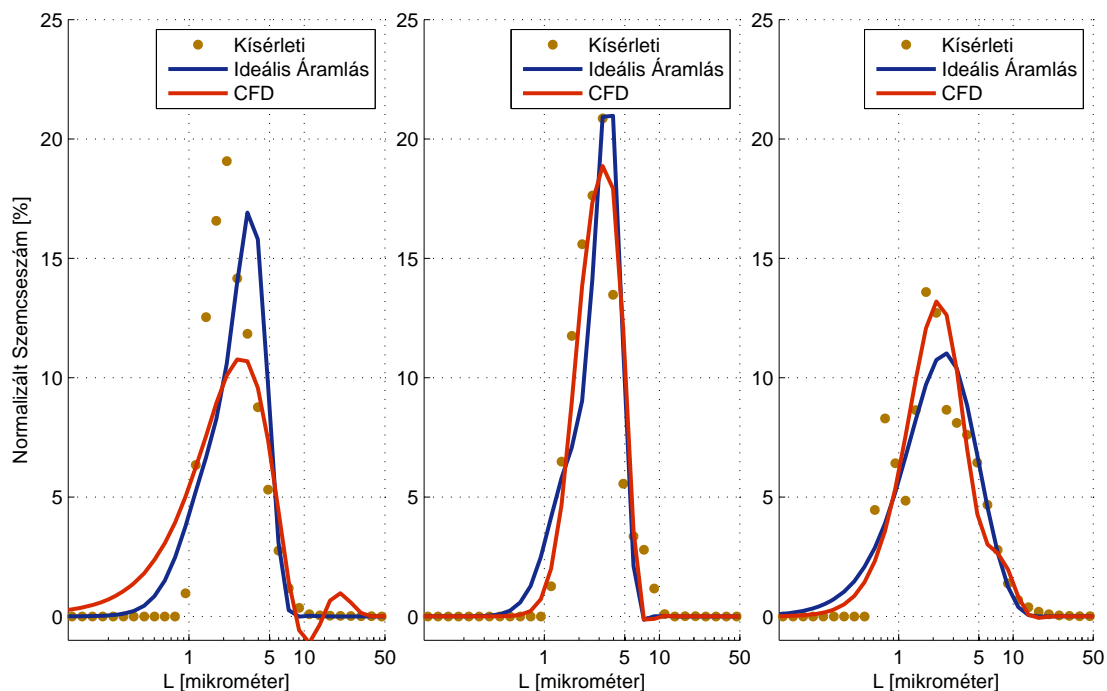 Normalizált Szemcseszám [%]
25
20
15
10
5
0
Kísérleti
Ideális Áramlás
CFD
1 5 10 50
L [mikrométer]
25
20
15
10
5
0
Kísérleti
Ideális Áramlás
CFD
1 5 10 50
L [mikrométer]
25
20
15
10
5
0
Kísérleti
Ideális Áramlás
CFD
1 5 10 50
L [mikrométer]